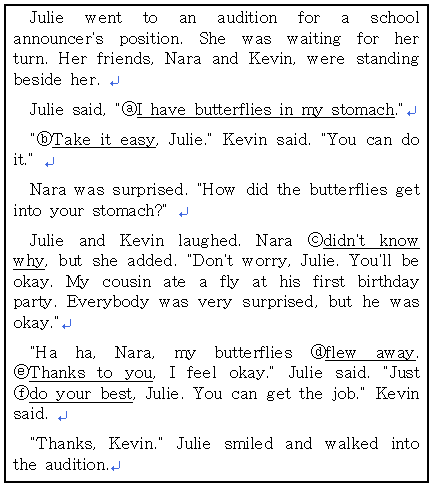 Julie went to an audition for a school
announcer's position. She was waiting for her
turn. Her friends, Nara and Kevin, were standing
beside her. ↵
Julie said, "ⓐI have butterflies in my stomach."↵
"ⓑTake it easy, Julie." Kevin said. "You can do
it." ↵
Nara was surprised. "How did the butterflies get
into your stomach?" ↵
Julie and Kevin laughed. Nara ⓒdidn't know
why, but she added. "Don't worry, Julie. You'll be
okay. My cousin ate a fly at his first birthday
party. Everybody was very surprised, but he was
okay."↵
"Ha ha, Nara, my butterflies ⓓflew away.
ⓔThanks to you, I feel okay." Julie said. "Just
ⓕdo your best, Julie. You can get the job." Kevin
said. ↵
"Thanks, Kevin." Julie smiled and walked into
the audition.↵